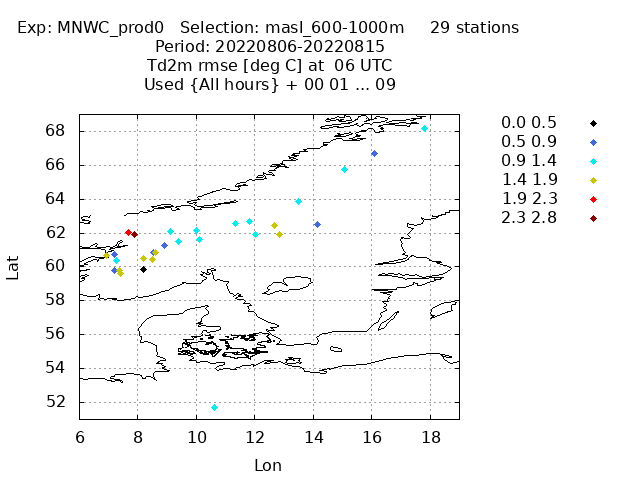 Exp: MNWC_prod0   Selection: masl_600-1000m     29 stations
Period: 20220806-20220815
Td2m rmse [deg C] at  06 UTC
Used {All hours} + 00 01 ... 09
0.0 0.5
0.5 0.9
0.9 1.4
1.4 1.9
1.9 2.3
2.3 2.8
68
66
64
62
60
58
56
54
52
Lat
6 8 10 12 14 16 18
Lon